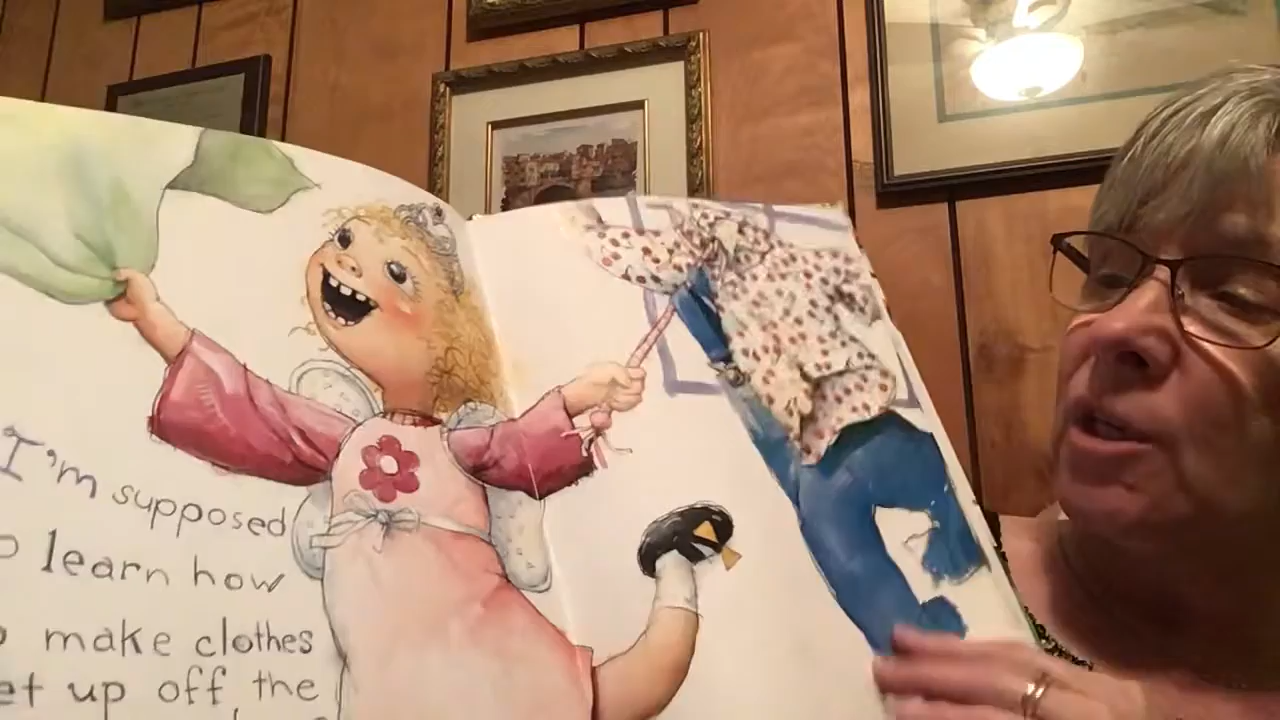 I'm supposed
learn how
make clothes
up off the